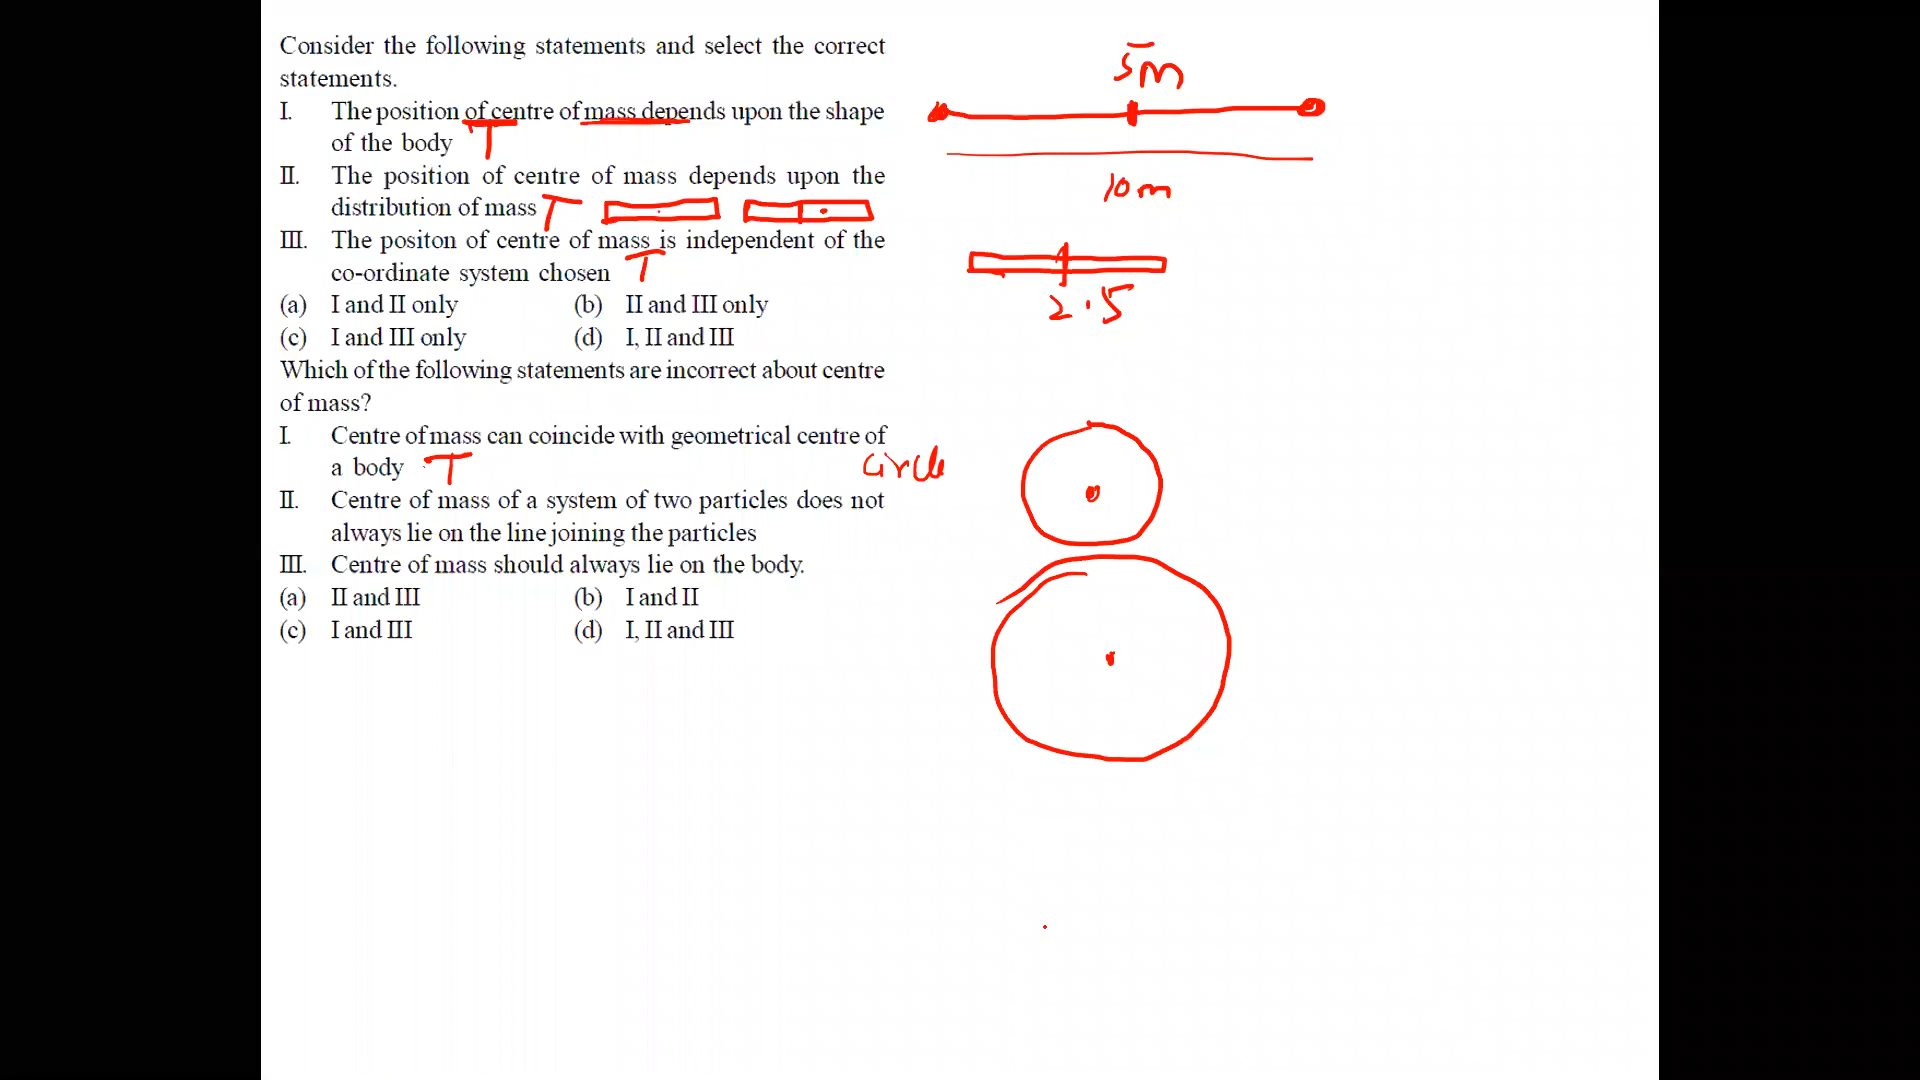 Consider the following statements and select the correct
statements.
I. The position of centre of mass depends upon the shape
of the body T
II. The position of centre of mass depends upon the
distribution of mass T
III. The positon of centre of mass is independent of the
co-ordinate system chosen T
(a) I and II only (b) II and III only
(c) I and III only (d) I, II and III
Which of the following statements are incorrect about centre
of mass?
I. Centre of mass can coincide with geometrical centre of
a body T
II. Centre of mass of a system of two particles does not
always lie on the line joining the particles
III. Centre of mass should always lie on the body.
(a) II and III (b) I and II
(c) I and III (d) I, II and III
5m
10m
2.5
circle